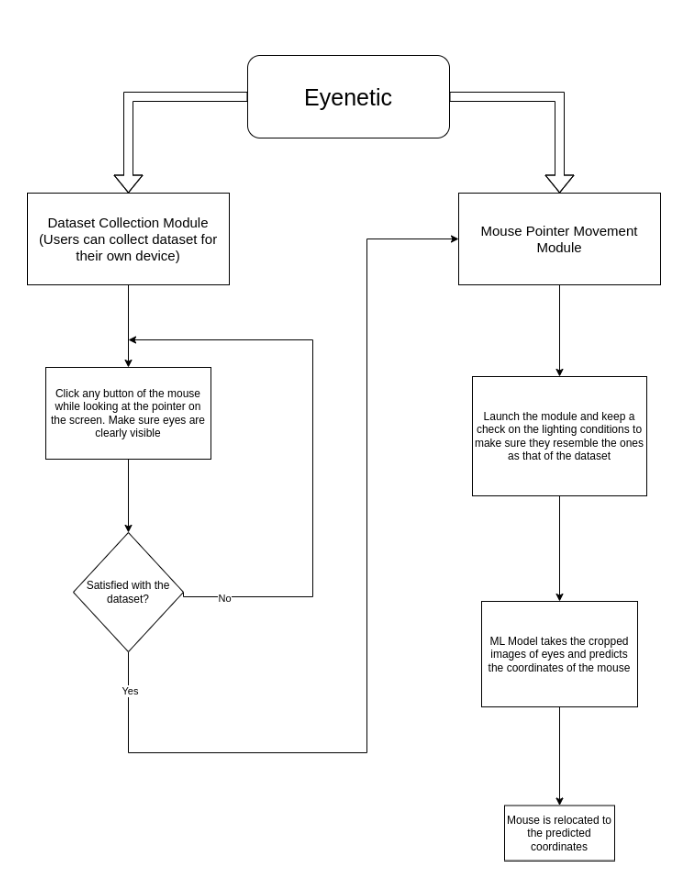 Eyenetic
Dataset Collection Module
(Users can collect dataset for
their own device)
Mouse Pointer Movement
Module
Click any button of the mouse
while looking at the pointer on
the screen. Make sure eyes are
clearly visible
Launch the module and keep a
check on the lighting conditions to
make sure they resemble the ones
as that of the dataset
Satisfied with the
dataset?
No
Yes
ML Model takes the cropped
images of eyes and predicts
the coordinates of the mouse
Mouse is relocated to
the predicted
coordinates